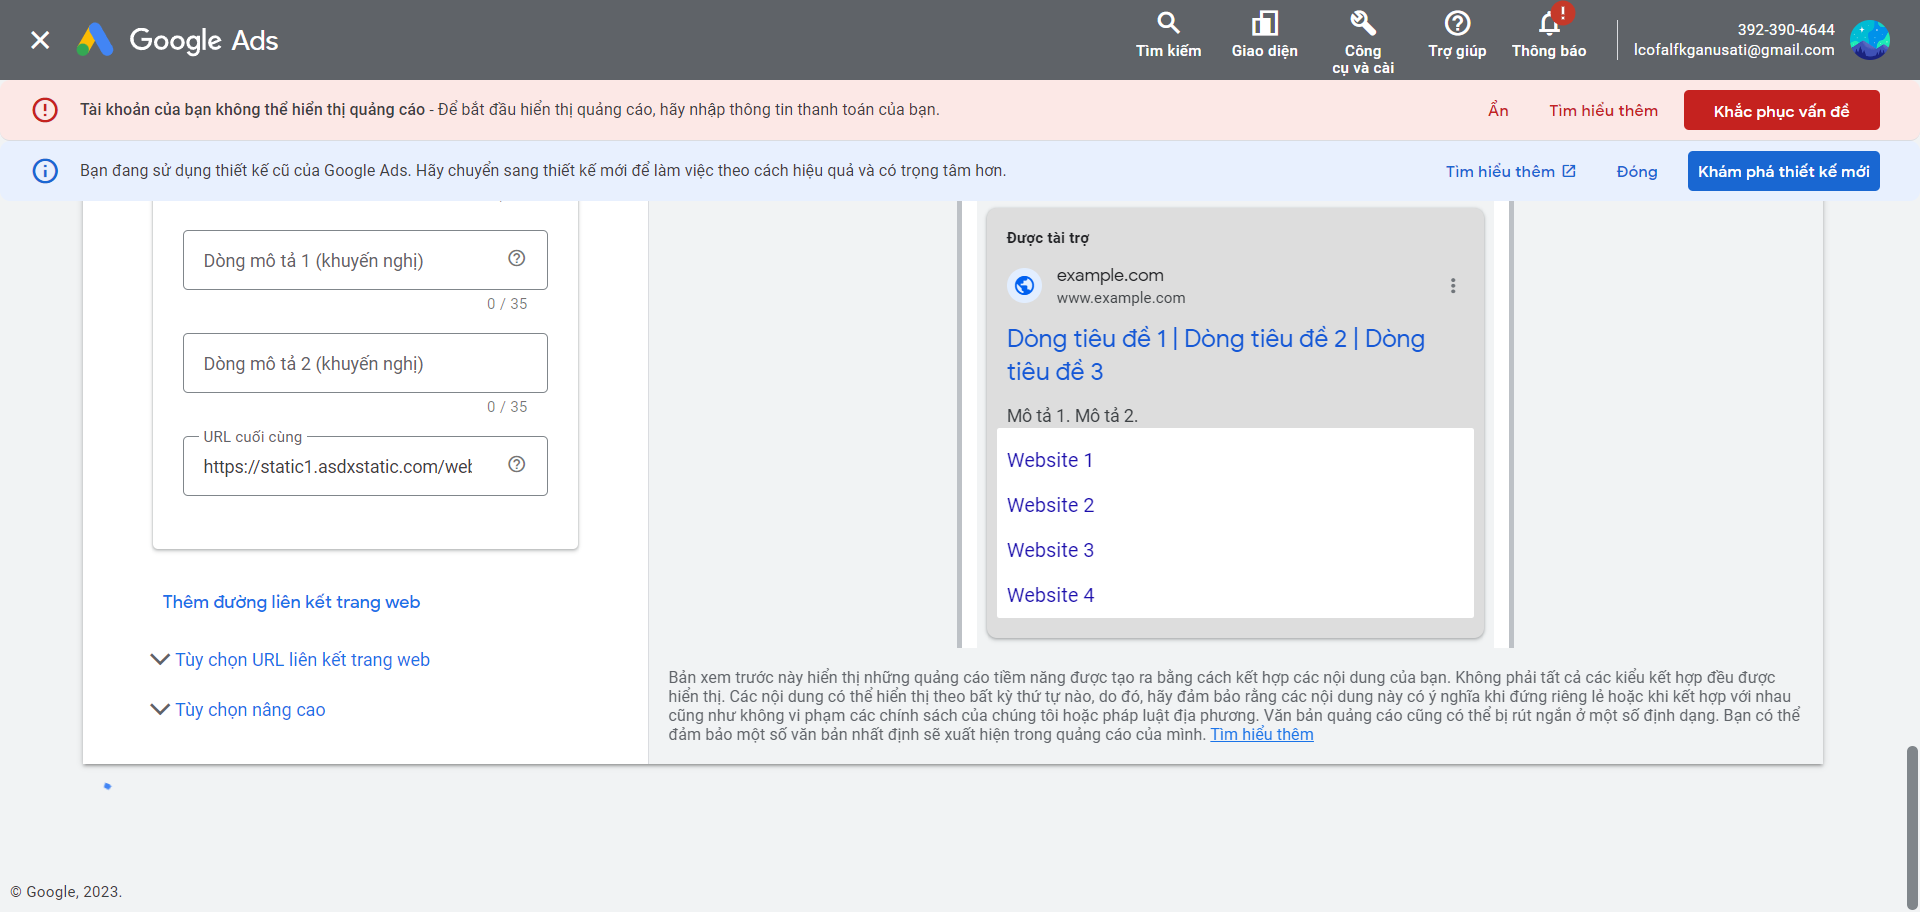 Google Ads
Tìm kiếm
Giao diện
Công
cụ và cài
Trợ giúp
Thông báo
392-390-4644
lcofalfkganusati@gmail.com
Tài khoản của bạn không thể hiển thị quảng cáo - Để bắt đầu hiển thị quảng cáo, hãy nhập thông tin thanh toán của bạn.
Ẩn
Tìm hiểu thêm
Khắc phục vấn đề
Bạn đang sử dụng thiết kế cũ của Google Ads. Hãy chuyển sang thiết kế mới để làm việc theo cách hiệu quả và có trọng tâm hơn.
Tìm hiểu thêm
Đóng
Khám phá thiết kế mới
Dòng mô tả 1 (khuyến nghị)
0 / 35
Dòng mô tả 2 (khuyến nghị)
0 / 35
URL cuối cùng
https://static1.asdxstatic.com/web
Thêm đường liên kết trang web
Tùy chọn URL liên kết trang web
Tùy chọn nâng cao
Được tài trợ
example.com
www.example.com
Dòng tiêu đề 1 | Dòng tiêu đề 2 | Dòng
tiêu đề 3
Mô tả 1. Mô tả 2.
Website 1
Website 2
Website 3
Website 4
Bản xem trước này hiển thị những quảng cáo tiềm năng được tạo ra bằng cách kết hợp các nội dung của bạn. Không phải tất cả các kiểu kết hợp đều được
hiển thị. Các nội dung có thể hiển thị theo bất kỳ thứ tự nào, do đó, hãy đảm bảo rằng các nội dung này có ý nghĩa khi đứng riêng lẻ hoặc khi kết hợp với nhau
cũng như không vi phạm các chính sách của chúng tôi hoặc pháp luật địa phương. Văn bản quảng cáo cũng có thể bị rút ngắn ở một số định dạng. Bạn có thể
đảm bảo một số văn bản nhất định sẽ xuất hiện trong quảng cáo của mình. Tìm hiểu thêm
© Google, 2023.